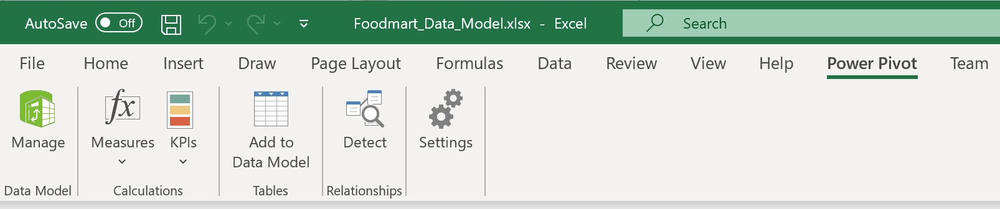 AutoSave Off Foodmart_Data_Model.xlsx - Excel Search
File Home Insert Draw Page Layout Formulas Data Review View Help Power Pivot Team
fx
Manage Measures KPIs Add to Detect Settings
Data Model
Data Model Calculations Tables Relationships